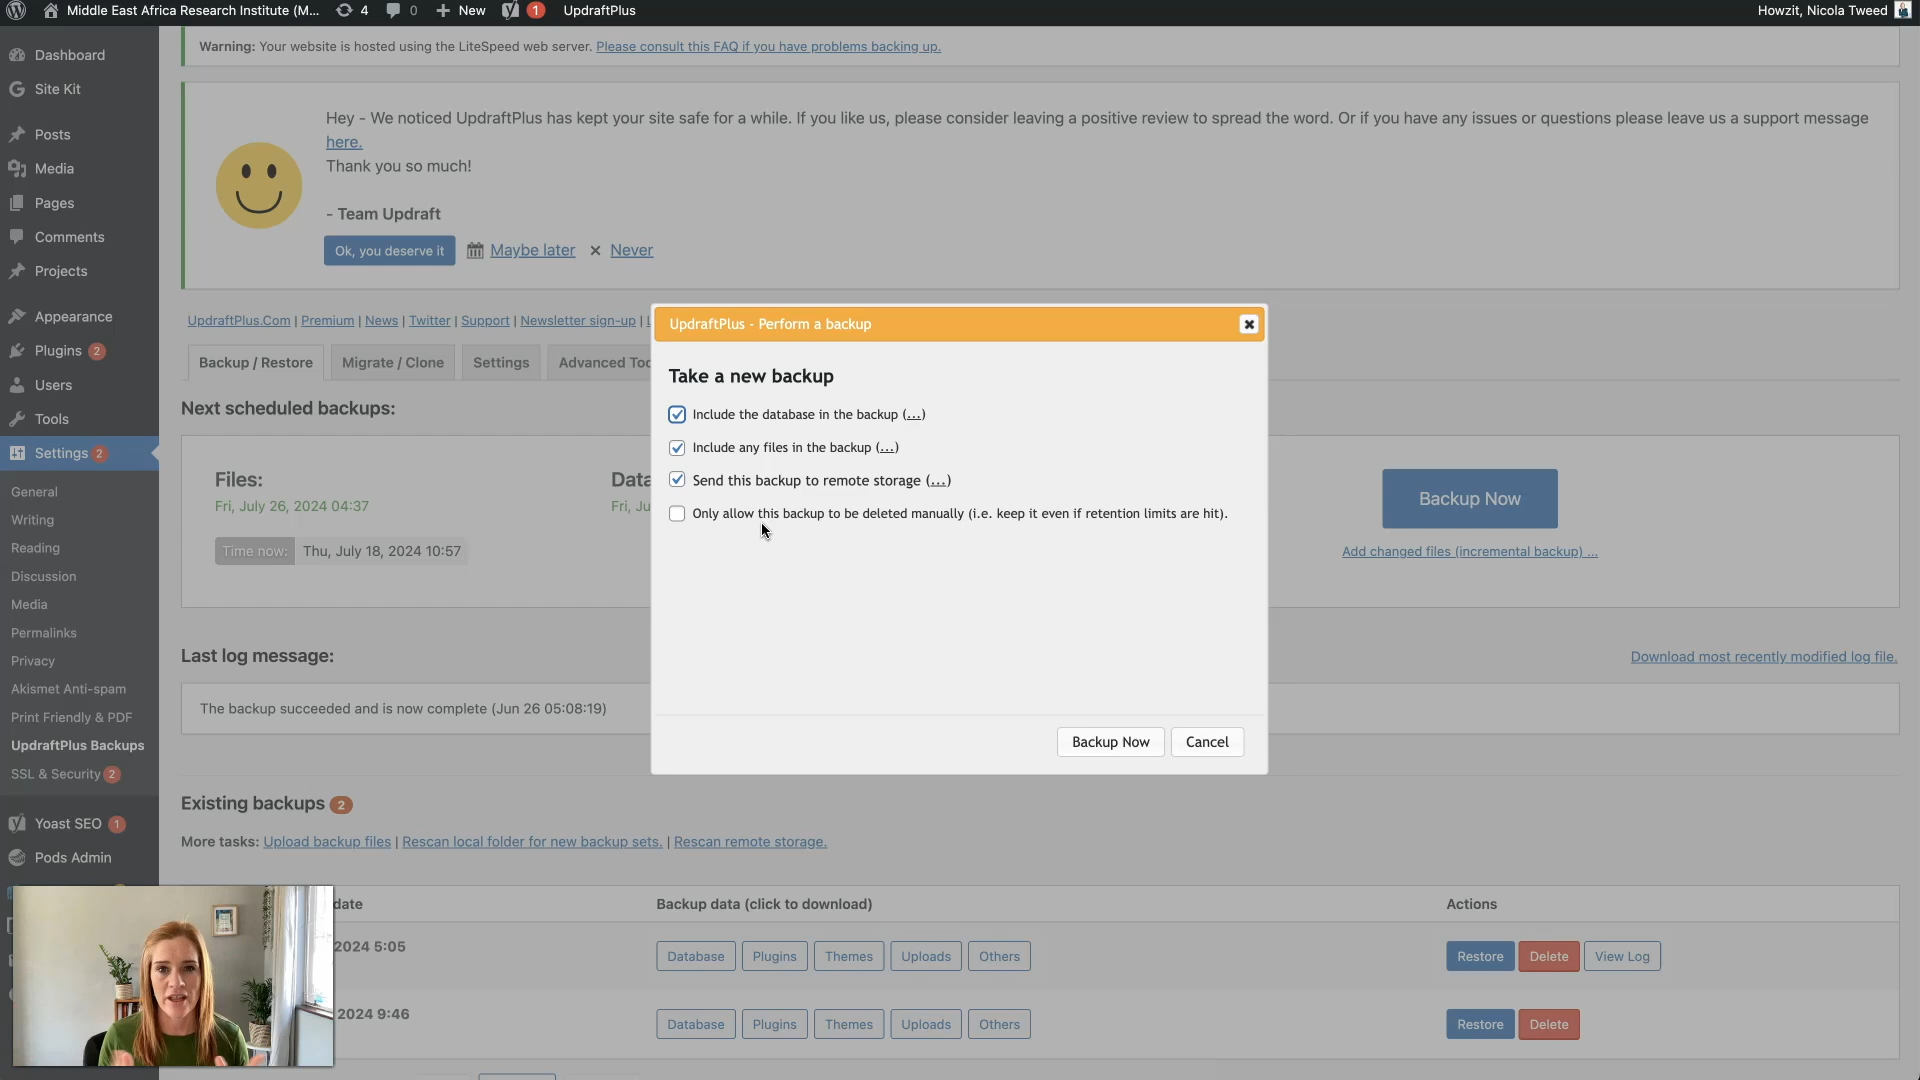 Middle East Africa Research Institute (M...
4
0
New
1
UpdraftPlus
Howzit, Nicola Tweed
Dashboard
Site Kit
Posts
Media
Pages
Comments
Projects
Appearance
Plugins 2
Users
Tools
Settings 2
General
Writing
Reading
Discussion
Media
Permalinks
Privacy
Akismet Anti-spam
Print Friendly & PDF
UpdraftPlus Backups
SSL & Security 2
Yoast SEO 1
Pods Admin
Warning: Your website is hosted using the LiteSpeed web server. Please consult this FAQ if you have problems backing up.
Hey - We noticed UpdraftPlus has kept your site safe for a while. If you like us, please consider leaving a positive review to spread the word. Or if you have any issues or questions please leave us a support message
here.
Thank you so much!
- Team Updraft
Ok, you deserve it
Maybe later
Never
UpdraftPlus.Com | Premium | News | Twitter | Support | Newsletter sign-up |
Backup / Restore
Migrate / Clone
Settings
Advanced Too
Next scheduled backups:
Files:
Fri, July 26, 2024 04:37
Data
Fri, Ju
Time now: Thu, July 18, 2024 10:57
Backup Now
Add changed files (incremental backup) ...
UpdraftPlus - Perform a backup
Take a new backup
Include the database in the backup (...)
Include any files in the backup (...)
Send this backup to remote storage (...)
Only allow this backup to be deleted manually (i.e. keep it even if retention limits are hit).
Backup Now
Cancel
Last log message:
Download most recently modified log file.
The backup succeeded and is now complete (Jun 26 05:08:19)
Existing backups 2
More tasks: Upload backup files | Rescan local folder for new backup sets. | Rescan remote storage.
date
Backup data (click to download)
Actions
2024 5:05
Database
Plugins
Themes
Uploads
Others
Restore
Delete
View Log
2024 9:46
Database
Plugins
Themes
Uploads
Others
Restore
Delete